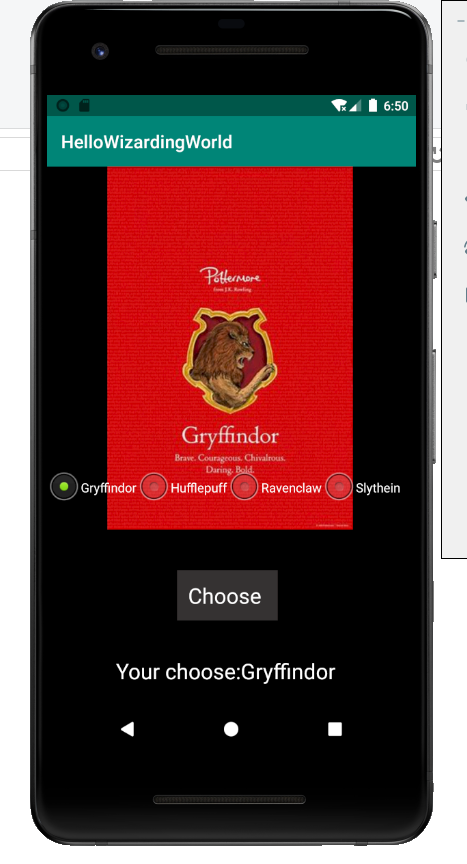 6:50
HelloWizardingWorld
Pottermore
from J.K. Rowling
Gryffindor
Brave. Courageous. Chivalrous.
Daring. Bold.
Gryffindor Hufflepuff Ravenclaw Slythein
Choose
Your choose:Gryffindor